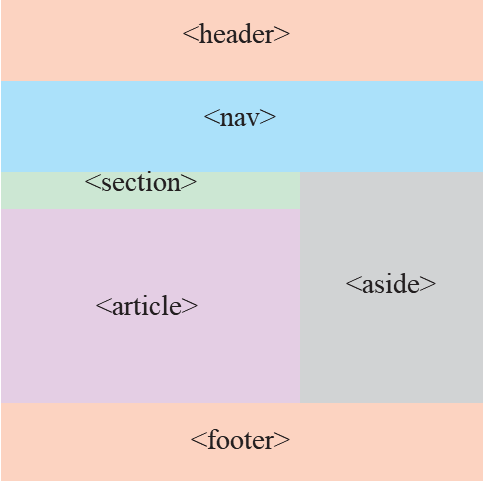 <header>
<nav>
<section>
<article>
<aside>
<footer>